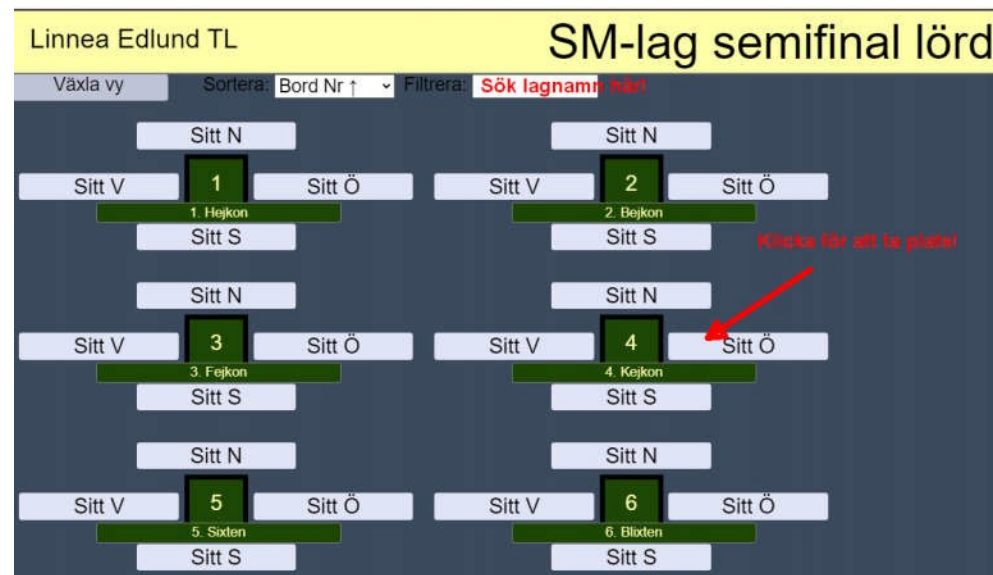 Linnea Edlund TL
SM-lag semifinal lörd
Växla vy Sortera: Bord Nr ↑ Filtrera: Sök lagnamn här!
Sitt N Sitt N
Sitt V 1 Sitt Ö Sitt V 2 Sitt Ö
1. Hejkon 2. Bejkon
Sitt S Sitt S
Klicka för att ta plats!
Sitt N Sitt N
Sitt V 3 Sitt Ö Sitt V 4 Sitt Ö
3. Fejkon 4. Kejkon
Sitt S Sitt S
Sitt N Sitt N
Sitt V 5 Sitt Ö Sitt V 6 Sitt Ö
5. Sixten 6. Blixten
Sitt S Sitt S